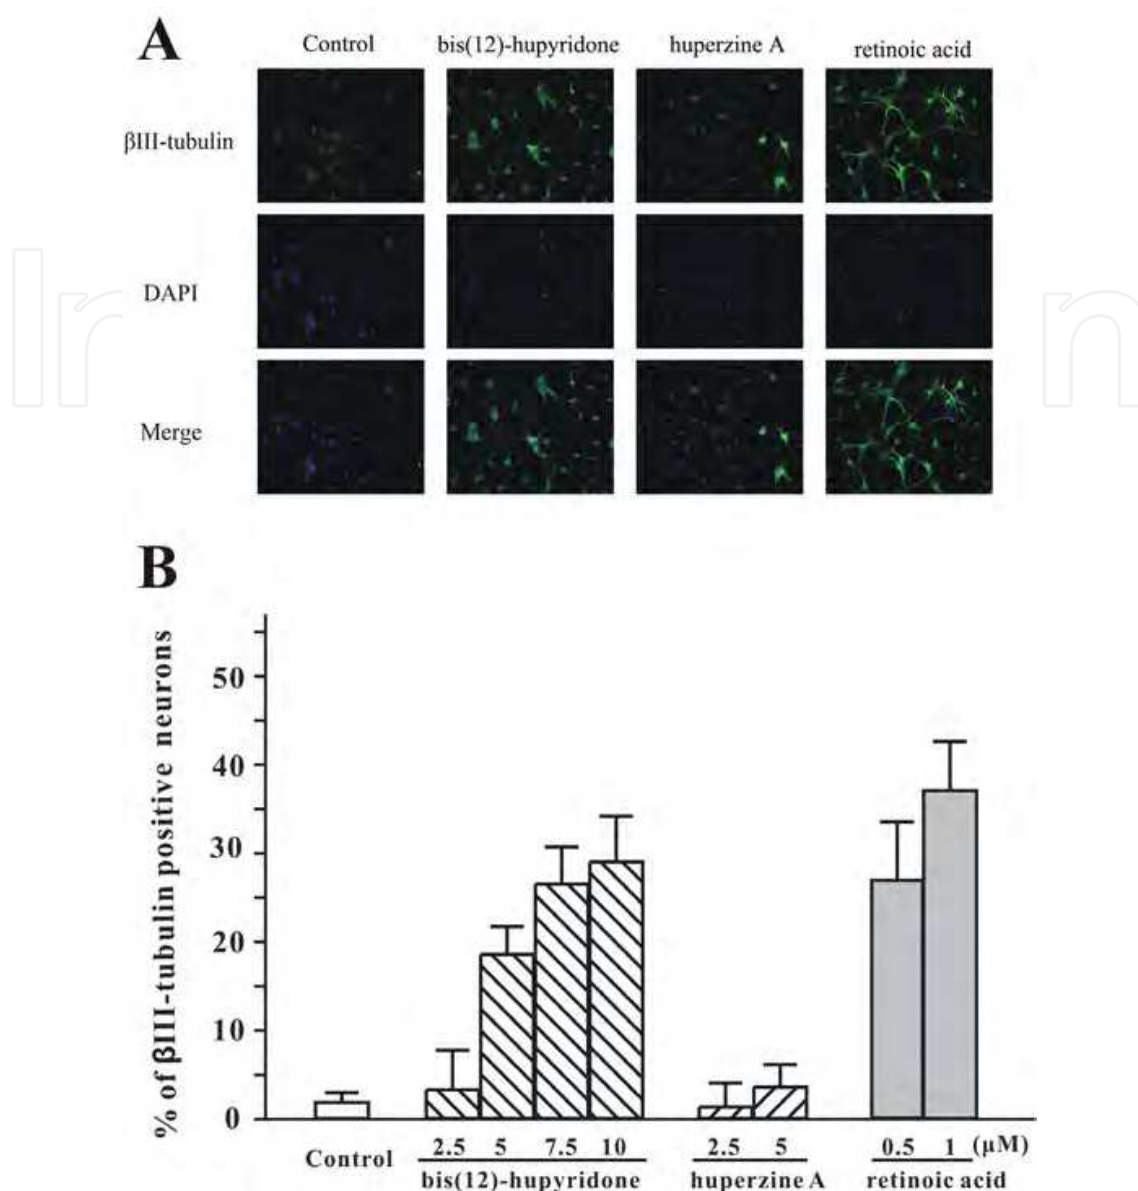 A
Control bis(12)-hupyridone huperzine A retinoic acid
βIII-tubulin
DAPI
Merge
B
% of βIII-tubulin positive neurons
50
40
30
20
10
0
2.5 5 7.5 10 2.5 5 0.5 1 (µM)
Control bis(12)-hupyridone huperzine A retinoic acid